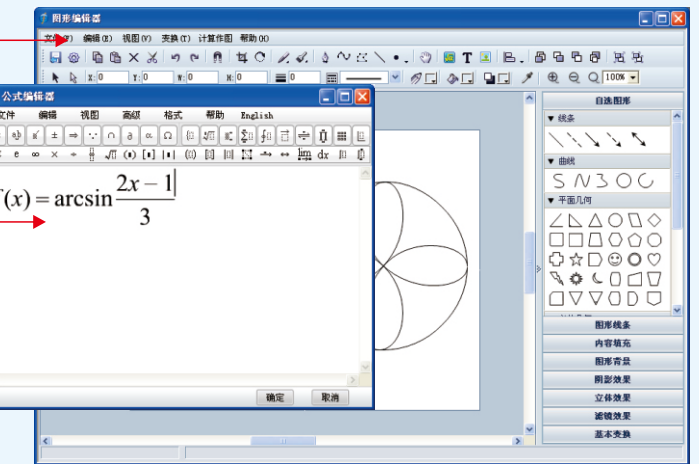 图形编辑器
文件(F) 编辑(E) 视图(V) 变换(T) 计算作图 帮助(H)
X: 0 Y: 0 W: 0 H: 0 0 100%
公式编辑器
文件 编辑 视图 高级 格式 帮助 English
(x) = arcsin (2x − 1)/3
确定 取消
自选图形
线条
曲线
平面几何
图形线条
内容填充
图形背景
阴影效果
立体效果
滤镜效果
基本变换